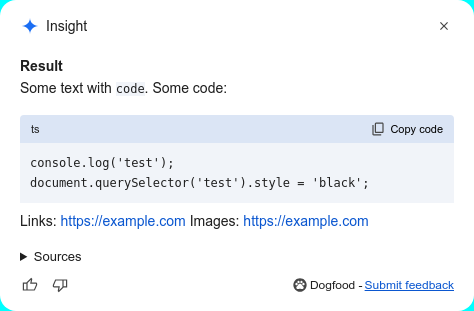 Insight
Result
Some text with code. Some code:
ts Copy code
console.log('test');
document.querySelector('test').style = 'black';
Links: https://example.com Images: https://example.com
Sources
Dogfood - Submit feedback